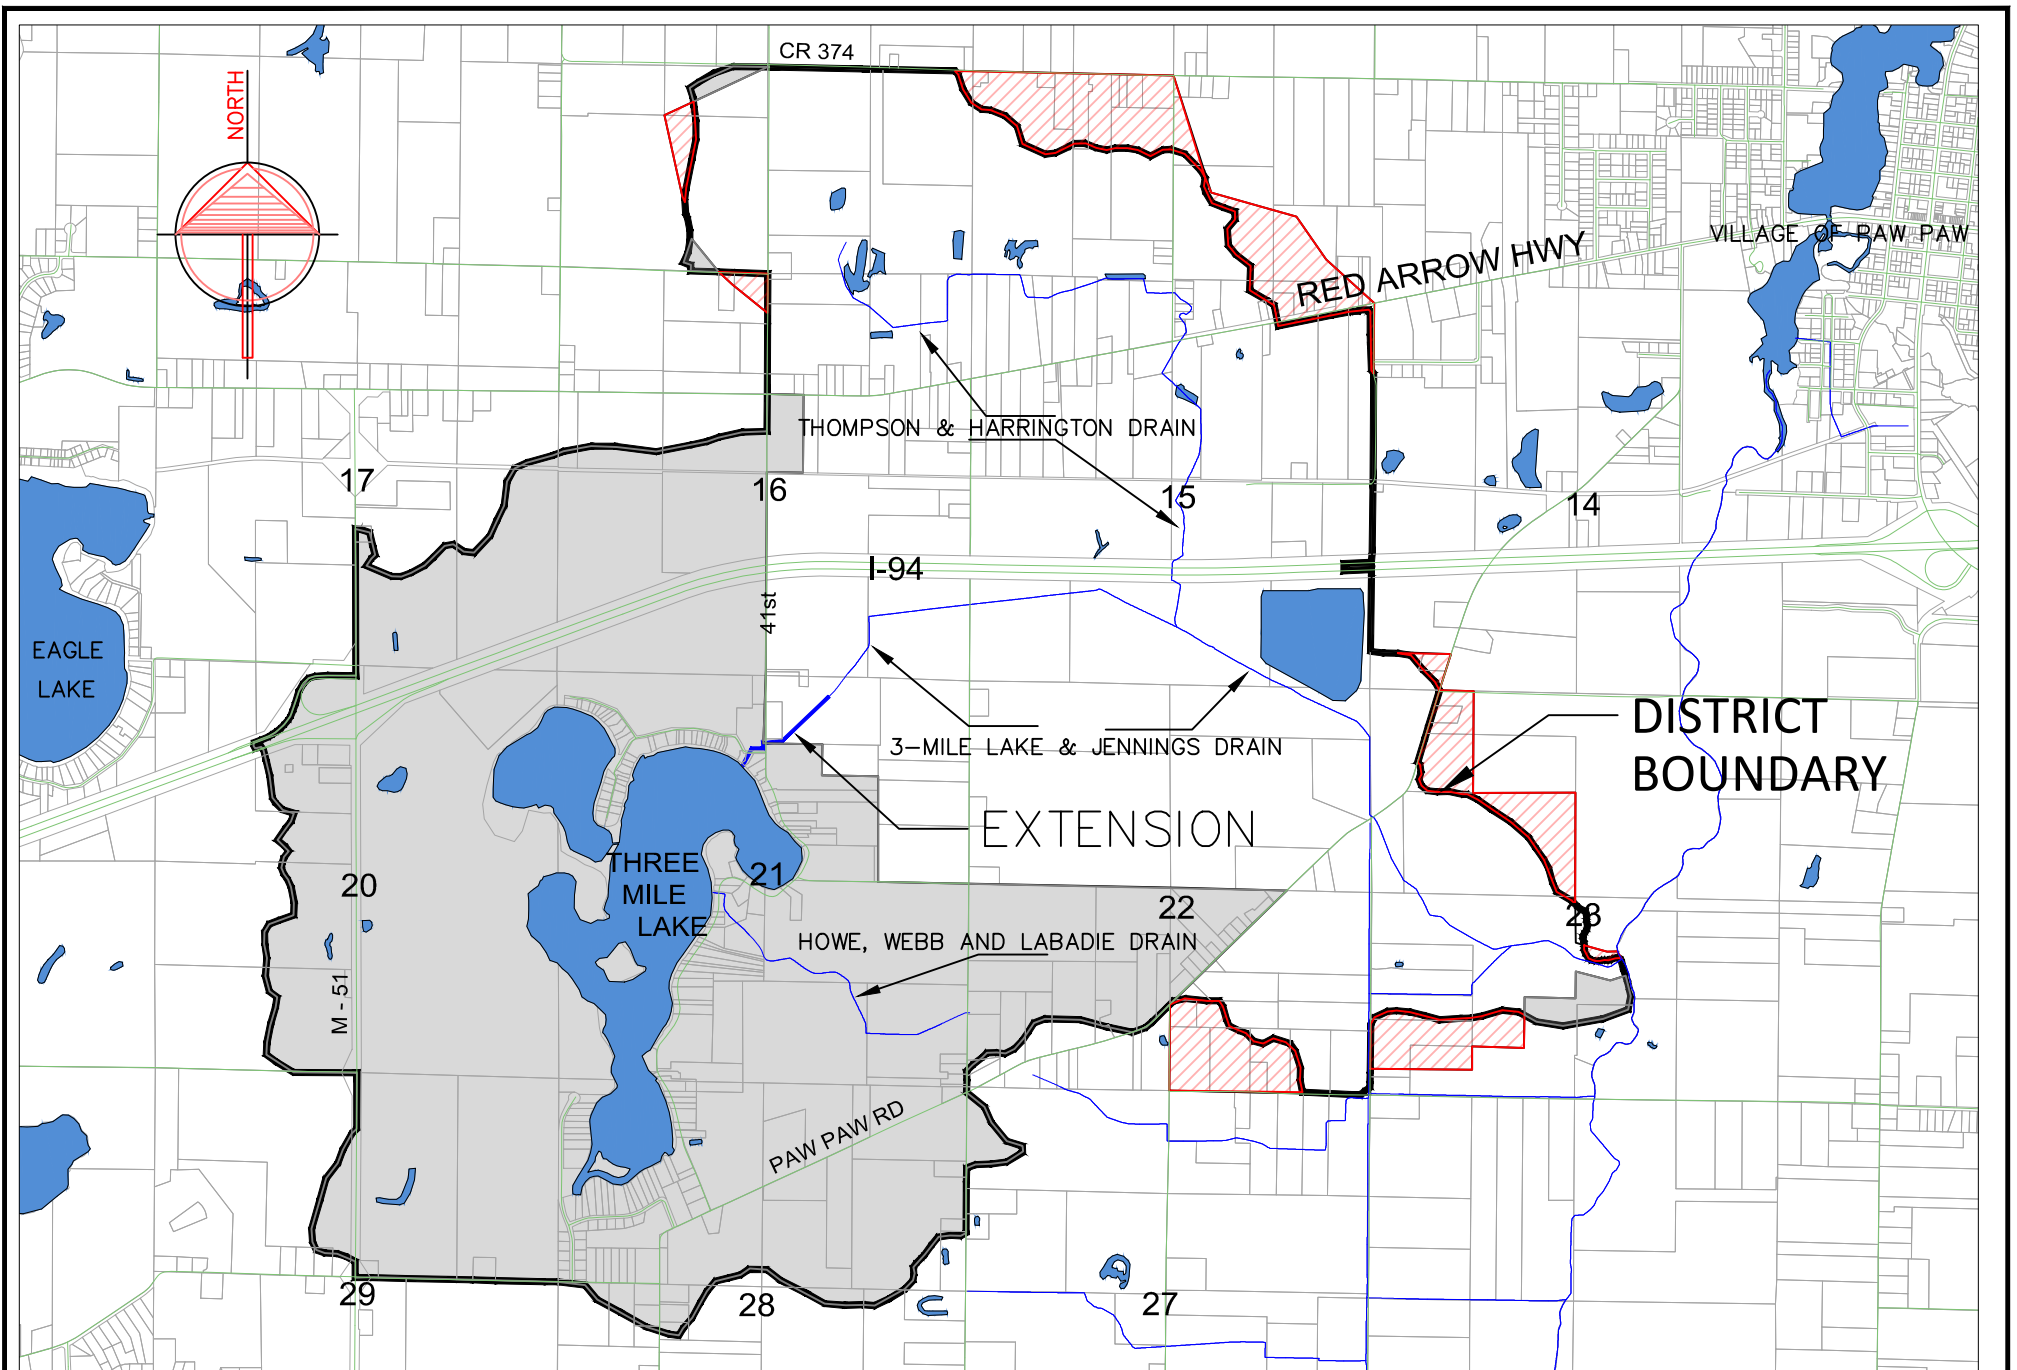 CR 374
NORTH
VILLAGE OF PAW PAW
RED ARROW HWY
THOMPSON & HARRINGTON DRAIN
17
16
15
14
I-94
41st
EAGLE
LAKE
DISTRICT
BOUNDARY
3-MILE LAKE & JENNINGS DRAIN
EXTENSION
THREE
MILE
LAKE
20
21
22
23
HOWE, WEBB AND LABADIE DRAIN
M - 51
PAW PAW RD
29
28
27